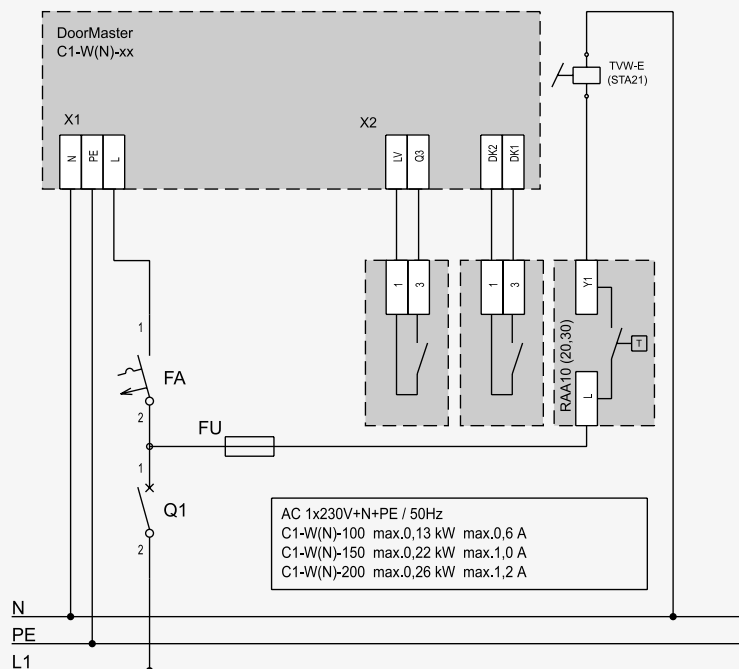 DoorMaster
C1-W(N)-xx
TVW-E
(STA21)
X1
X2
N
PE
L
LV
Q3
DK2
DK1
1
3
1
3
Y1
RAA10 (20,30)
T
L
1
FA
2
FU
1
Q1
2
AC 1x230V+N+PE / 50Hz
C1-W(N)-100 max.0,13 kW max.0,6 A
C1-W(N)-150 max.0,22 kW max.1,0 A
C1-W(N)-200 max.0,26 kW max.1,2 A
N
PE
L1